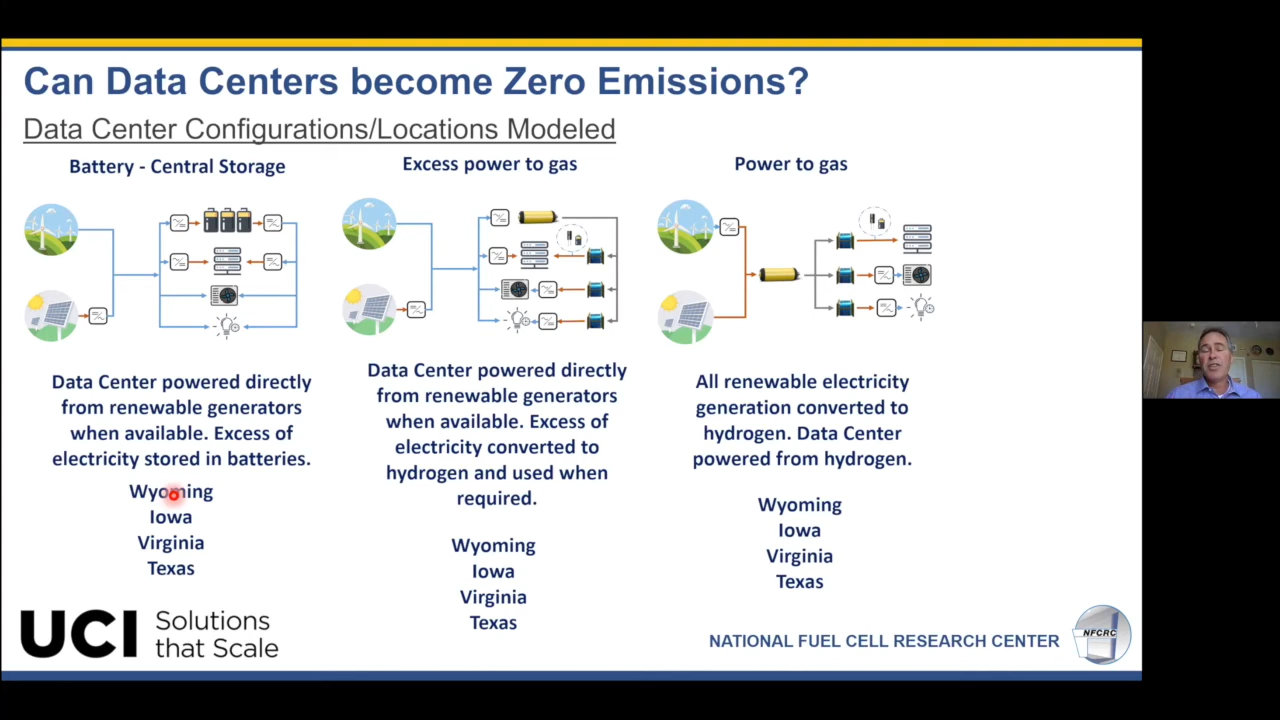 Can Data Centers become Zero Emissions?
Data Center Configurations/Locations Modeled
Battery - Central Storage
Data Center powered directly
from renewable generators
when available. Excess of
electricity stored in batteries.
Wyoming
Iowa
Virginia
Texas
Excess power to gas
Data Center powered directly
from renewable generators
when available. Excess of
electricity converted to
hydrogen and used when
required.
Wyoming
Iowa
Virginia
Texas
Power to gas
All renewable electricity
generation converted to
hydrogen. Data Center
powered from hydrogen.
Wyoming
Iowa
Virginia
Texas
UCI Solutions
that Scale
NATIONAL FUEL CELL RESEARCH CENTER
NFCRC